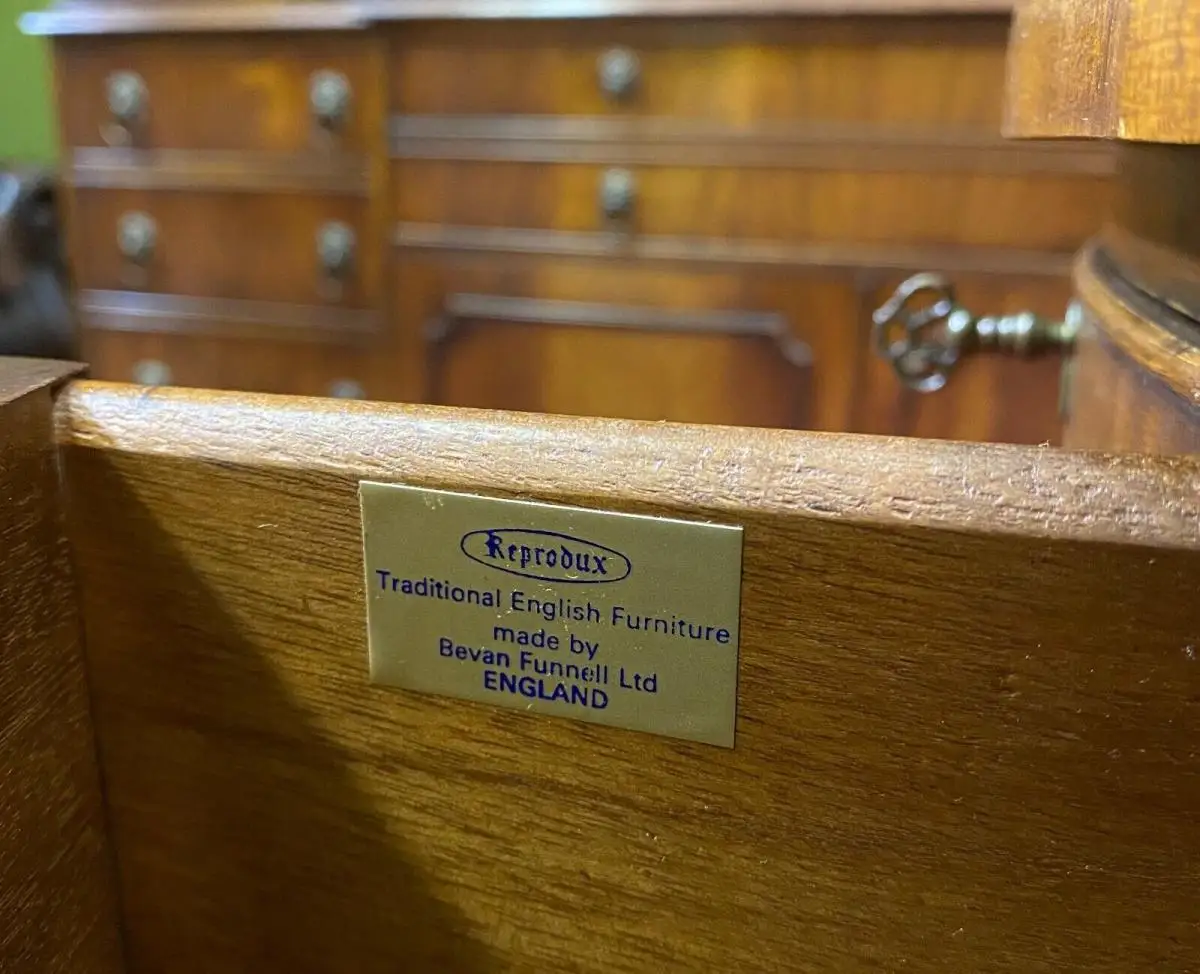 Reprodux
Traditional English Furniture
made by
Bevan Funnell Ltd
ENGLAND